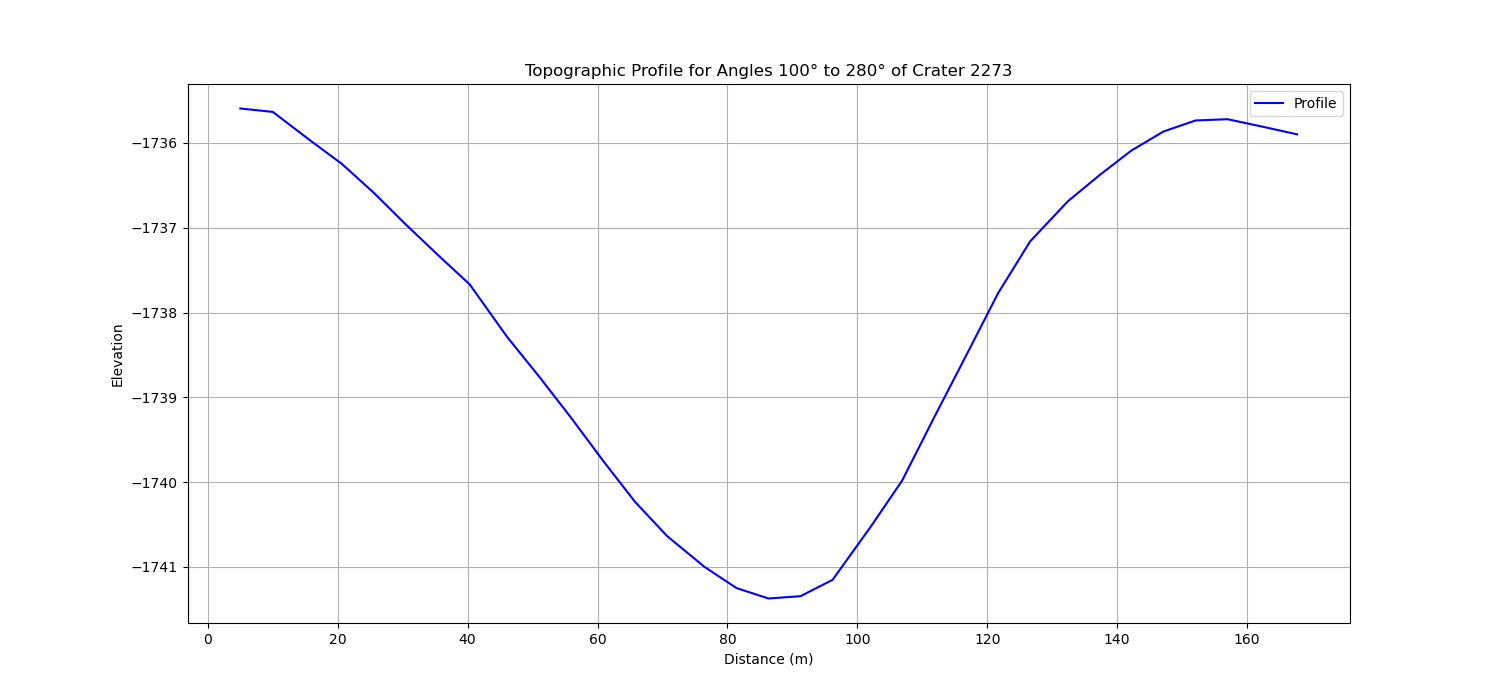 Topographic Profile for Angles 100° to 280° of Crater 2273
Profile
−1736
−1737
−1738
−1739
−1740
−1741
Elevation
0 20 40 60 80 100 120 140 160
Distance (m)